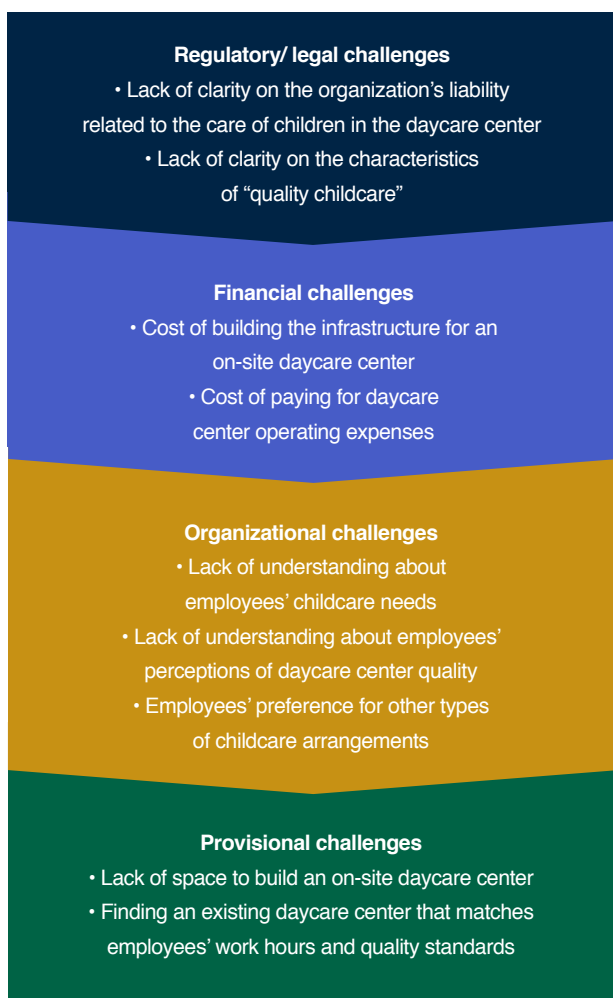 Regulatory/ legal challenges
• Lack of clarity on the organization’s liability
related to the care of children in the daycare center
• Lack of clarity on the characteristics
of “quality childcare”
Financial challenges
• Cost of building the infrastructure for an
on-site daycare center
• Cost of paying for daycare
center operating expenses
Organizational challenges
• Lack of understanding about
employees’ childcare needs
• Lack of understanding about employees’
perceptions of daycare center quality
• Employees’ preference for other types
of childcare arrangements
Provisional challenges
• Lack of space to build an on-site daycare center
• Finding an existing daycare center that matches
employees’ work hours and quality standards